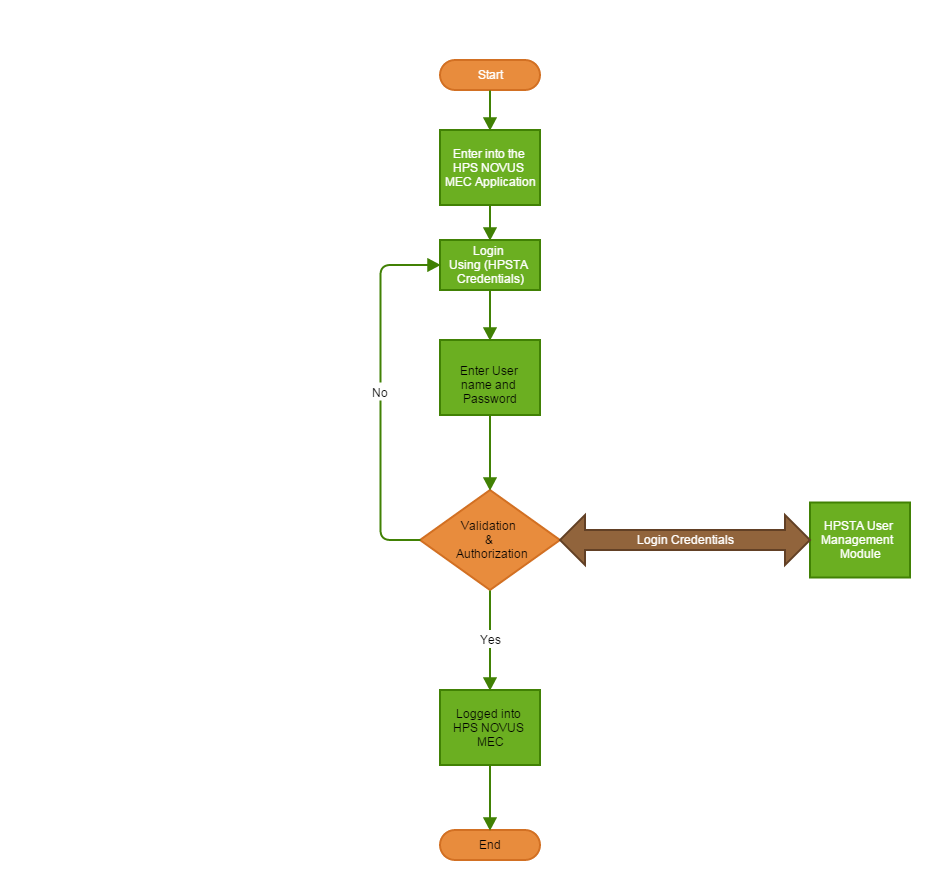 Start
Enter into the
HPS NOVUS
MEC Application
Login
Using (HPSTA
Credentials)
Enter User
name and
Password
No
Validation
&
Authorization
Login Credentials
HPSTA User
Management
Module
Yes
Logged into
HPS NOVUS
MEC
End